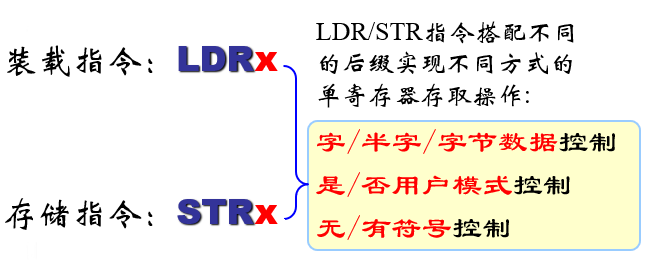 装载指令：LDRx
存储指令：STRx
LDR/STR指令搭配不同
的后缀实现不同方式的
单寄存器存取操作：
字/半字/字节数据控制
是/否用户模式控制
无/有符号控制